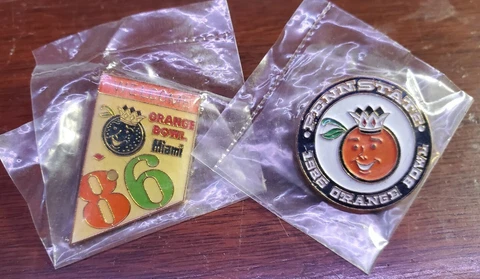 ORANGE
BOWL
Miami
86
PENN STATE
1986 ORANGE BOWL